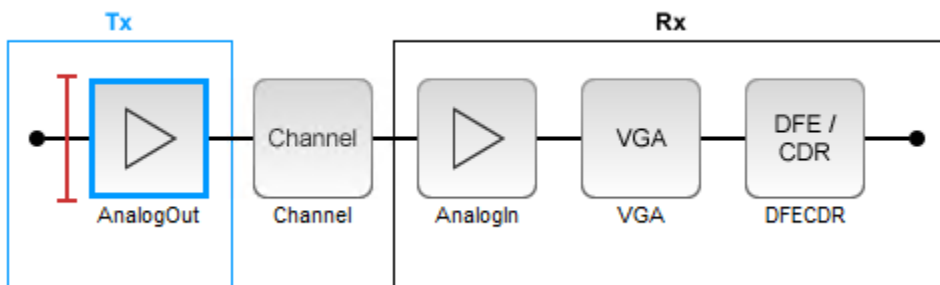 Tx
Rx
Channel
VGA
DFE /
CDR
AnalogOut
Channel
AnalogIn
VGA
DFECDR